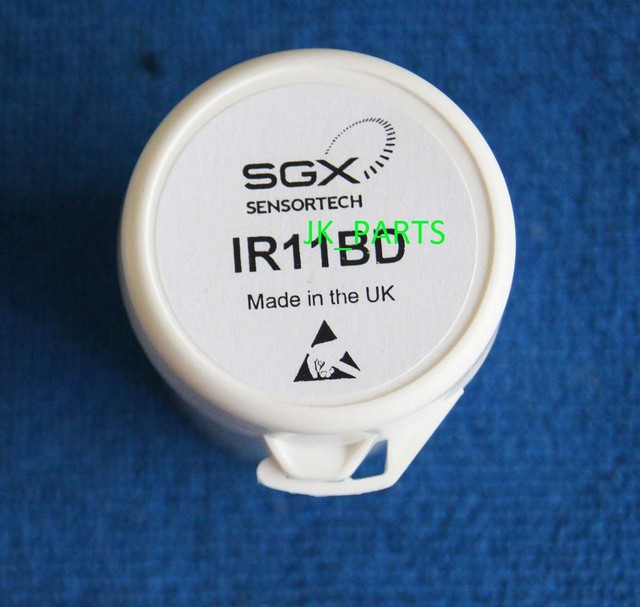 SGX
SENSORTECH
JK_PARTS
IR11BD
Made in the UK